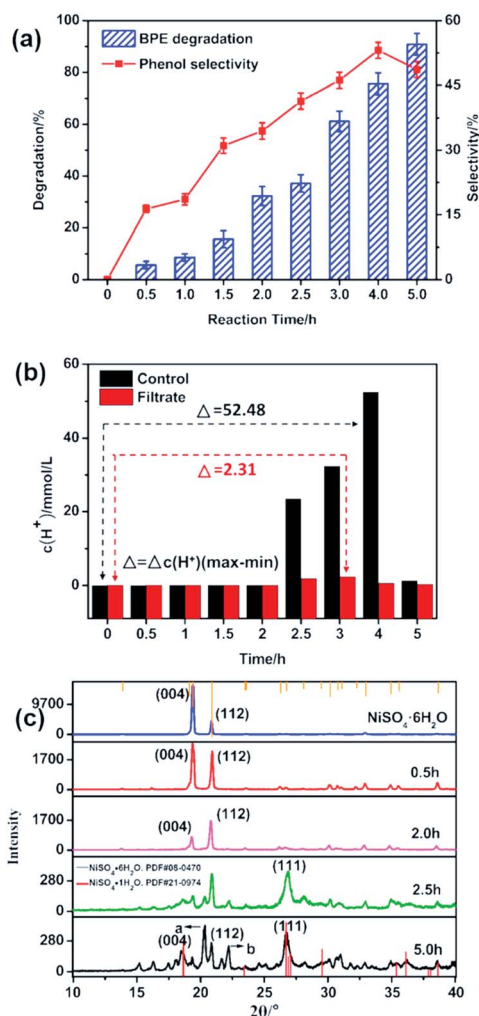 (a)
BPE degradation
Phenol selectivity
Degradation/%
100
80
60
40
20
0
Selectivity/%
60
45
30
15
0
0 0.5 1.0 1.5 2.0 2.5 3.0 4.0 5.0
Reaction Time/h
(b)
Control
Filtrate
△=52.48
△=2.31
△=△c(H⁺)(max-min)
c(H⁺)/mmol/L
60
40
20
0
0 0.5 1 1.5 2 2.5 3 4 5
Time/h
(c)
Intensity
9700
0
(004)
(112)
NiSO₄·6H₂O
1700
0
(004)
(112)
0.5h
1700
0
(004)
(112)
2.0h
NiSO₄•6H₂O. PDF#08-0470
NiSO₄•1H₂O. PDF#21-0974
280
0
(111)
2.5h
280
0
a
(004)
(112)
b
(111)
5.0h
10 15 20 25 30 35 40
2θ/°